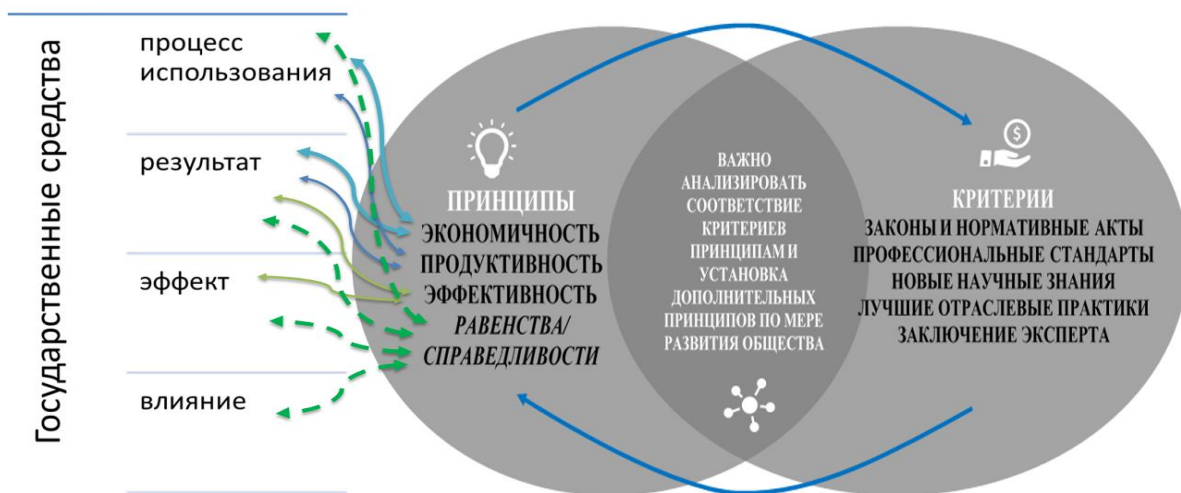 Государственные средства
процесс
использования
результат
эффект
влияние
ПРИНЦИПЫ
ЭКОНОМИЧНОСТЬ
ПРОДУКТИВНОСТЬ
ЭФФЕКТИВНОСТЬ
РАВЕНСТВА/
СПРАВЕДЛИВОСТИ
ВАЖНО
АНАЛИЗИРОВАТЬ
СООТВЕТСТВИЕ
КРИТЕРИЕВ
ПРИНЦИПАМ И
УСТАНОВКА
ДОПОЛНИТЕЛЬНЫХ
ПРИНЦИПОВ ПО МЕРЕ
РАЗВИТИЯ ОБЩЕСТВА
$
КРИТЕРИИ
ЗАКОНЫ И НОРМАТИВНЫЕ АКТЫ
ПРОФЕССИОНАЛЬНЫЕ СТАНДАРТЫ
НОВЫЕ НАУЧНЫЕ ЗНАНИЯ
ЛУЧШИЕ ОТРАСЛЕВЫЕ ПРАКТИКИ
ЗАКЛЮЧЕНИЕ ЭКСПЕРТА